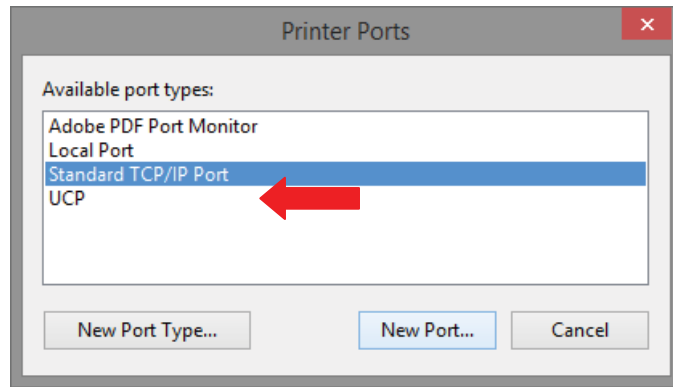 Printer Ports
Available port types:
Adobe PDF Port Monitor
Local Port
Standard TCP/IP Port
UCP
New Port Type...
New Port...
Cancel